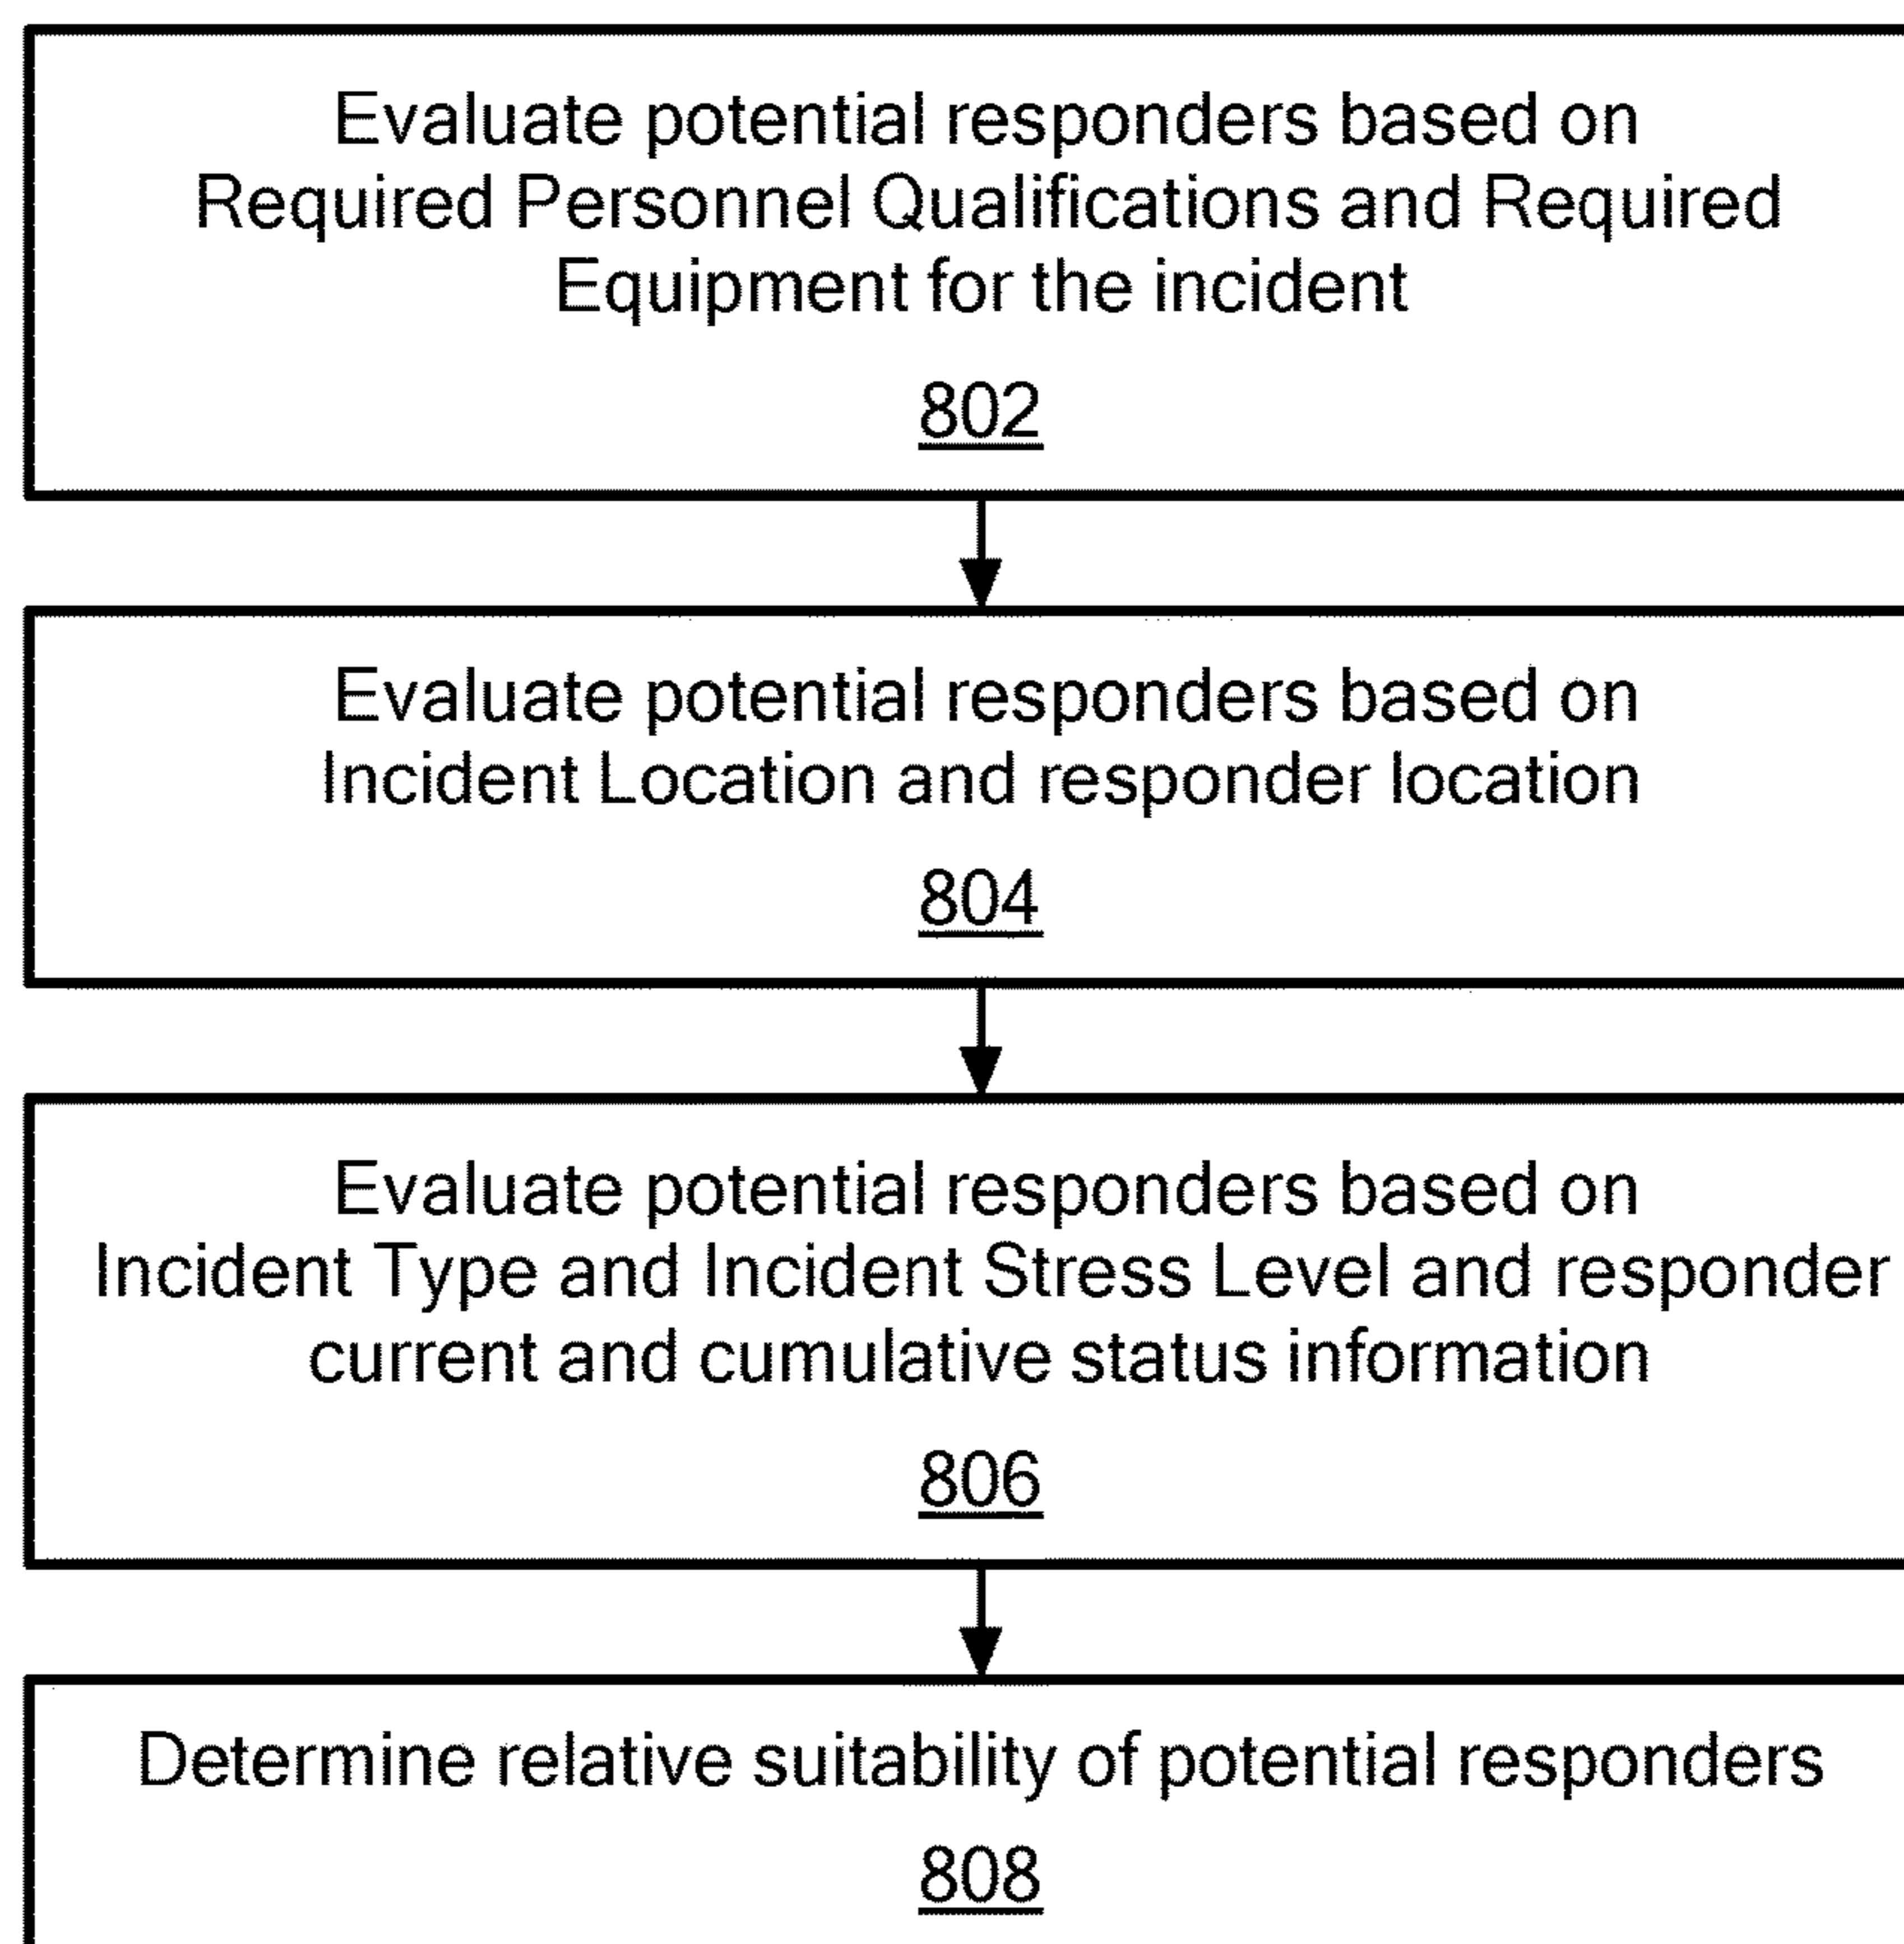 Evaluate potential responders based on
Required Personnel Qualifications and Required
Equipment for the incident
802
Evaluate potential responders based on
Incident Location and responder location
804
Evaluate potential responders based on
Incident Type and Incident Stress Level and responder
current and cumulative status information
806
Determine relative suitability of potential responders
808